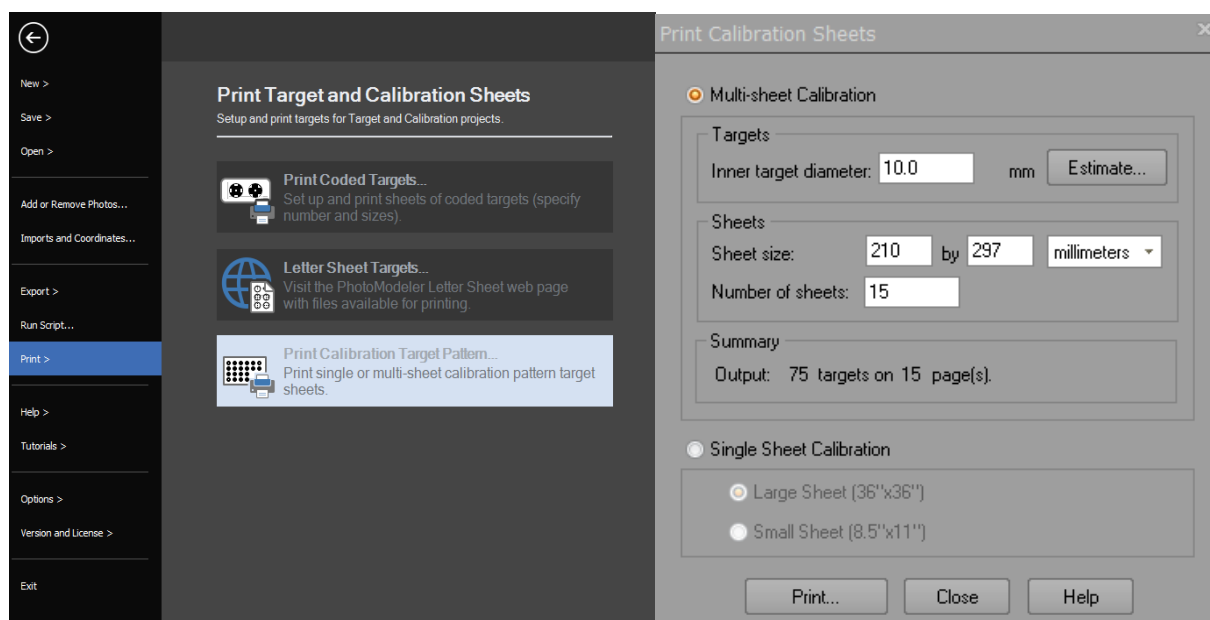 New >
Save >
Open >
Add or Remove Photos...
Imports and Coordinates...
Export >
Run Script...
Print >
Help >
Tutorials >
Options >
Version and License >
Exit
Print Target and Calibration Sheets
Setup and print targets for Target and Calibration projects.
Print Coded Targets...
Set up and print sheets of coded targets (specify
number and sizes).
Letter Sheet Targets...
Visit the PhotoModeler Letter Sheet web page
with files available for printing.
Print Calibration Target Pattern...
Print single or multi-sheet calibration pattern target
sheets.
Print Calibration Sheets
Multi-sheet Calibration
Targets
Inner target diameter: 10.0 mm Estimate...
Sheets
Sheet size: 210 by 297 millimeters
Number of sheets: 15
Summary
Output: 75 targets on 15 page(s).
Single Sheet Calibration
Large Sheet (36"x36")
Small Sheet (8.5"x11")
Print... Close Help